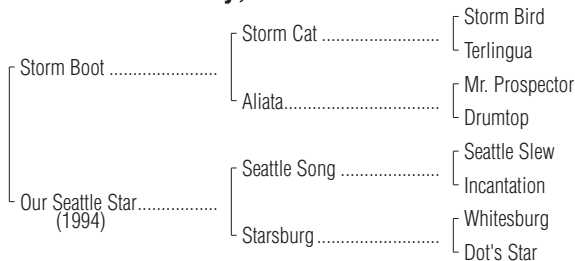 Storm Bird
Storm Cat
Terlingua
Storm Boot
Mr. Prospector
Aliata
Drumtop
Seattle Slew
Seattle Song
Incantation
Our Seattle Star
(1994)
Whitesburg
Starsburg
Dot's Star